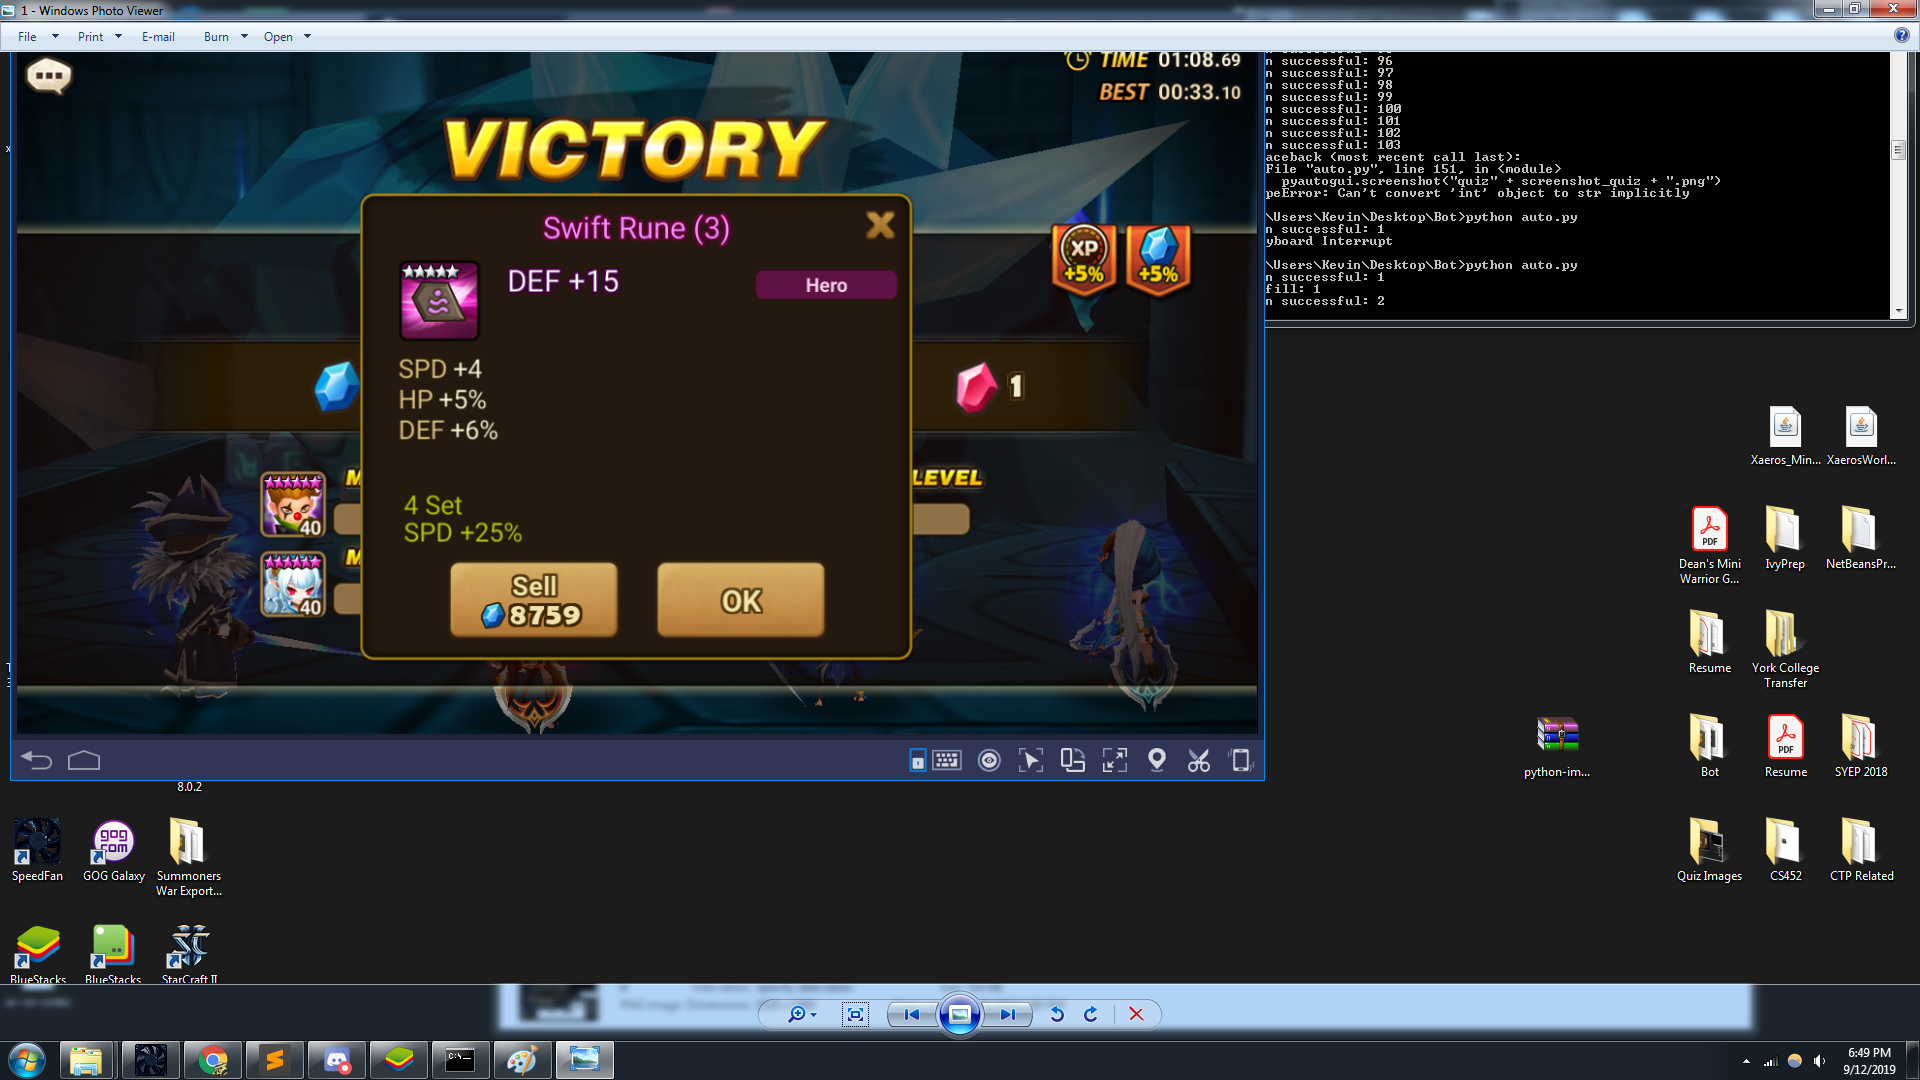 1 - Windows Photo Viewer
File
Print
E-mail
Burn
Open
TIME 01:08.69
BEST 00:33.10
VICTORY
Swift Rune (3)
DEF +15
Hero
SPD +4
HP +5%
DEF +6%
4 Set
SPD +25%
Sell
8759
OK
XP
+5%
+5%
1
LEVEL
40
40
n successful: 96
n successful: 97
n successful: 98
n successful: 99
n successful: 100
n successful: 101
n successful: 102
n successful: 103
aceback (most recent call last):
File "auto.py", line 151, in <module>
pyautogui.screenshot("quiz" + screenshot_quiz + ".png")
peError: Can't convert 'int' object to str implicitly
\Users\Kevin\Desktop\Bot>python auto.py
n successful: 1
yboard Interrupt
\Users\Kevin\Desktop\Bot>python auto.py
n successful: 1
fill: 1
n successful: 2
Xaeros_Min...
XaerosWorl...
PDF
Dean's Mini
Warrior G...
IvyPrep
NetBeansPr...
Resume
York College
Transfer
python-im...
Bot
PDF
Resume
SYEP 2018
Quiz Images
CS452
CTP Related
8.0.2
SpeedFan
gog
com
GOG Galaxy
Summoners
War Export...
BlueStacks
BlueStacks
StarCraft II
C:\
6:49 PM
9/12/2019